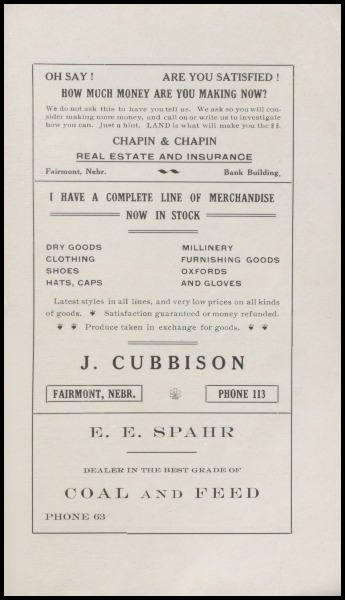 OH SAY! ARE YOU SATISFIED!
HOW MUCH MONEY ARE YOU MAKING NOW?
We do not ask this to have you tell us. We ask so you will con-
sider making more money, and call on or write us to investigate
how you can. Just a hint. LAND is what will make you the $$.
CHAPIN & CHAPIN
REAL ESTATE AND INSURANCE
Fairmont, Nebr. Bank Building.
I HAVE A COMPLETE LINE OF MERCHANDISE
NOW IN STOCK
DRY GOODS MILLINERY
CLOTHING FURNISHING GOODS
SHOES OXFORDS
HATS, CAPS AND GLOVES
Latest styles in all lines, and very low prices on all kinds
of goods. Satisfaction guaranteed or money refunded.
Produce taken in exchange for goods.
J. CUBBISON
FAIRMONT, NEBR. PHONE 113
E. E. SPAHR
DEALER IN THE BEST GRADE OF
COAL AND FEED
PHONE 63